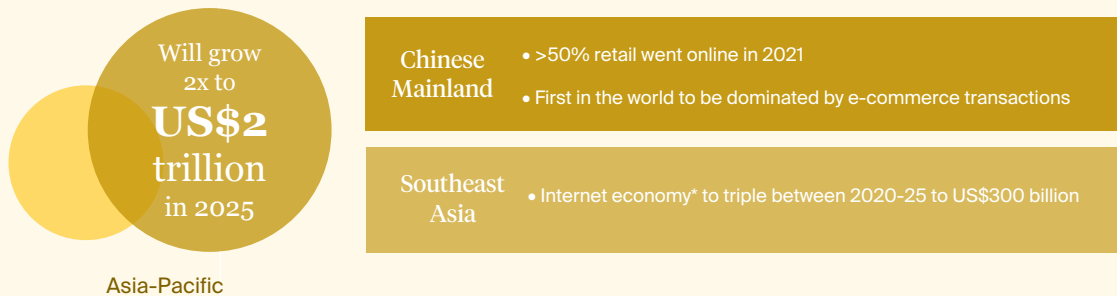 Will grow
2x to
US$2
trillion
in 2025
Asia-Pacific
Chinese
Mainland
• >50% retail went online in 2021
• First in the world to be dominated by e-commerce transactions
Southeast
Asia
• Internet economy* to triple between 2020-25 to US$300 billion